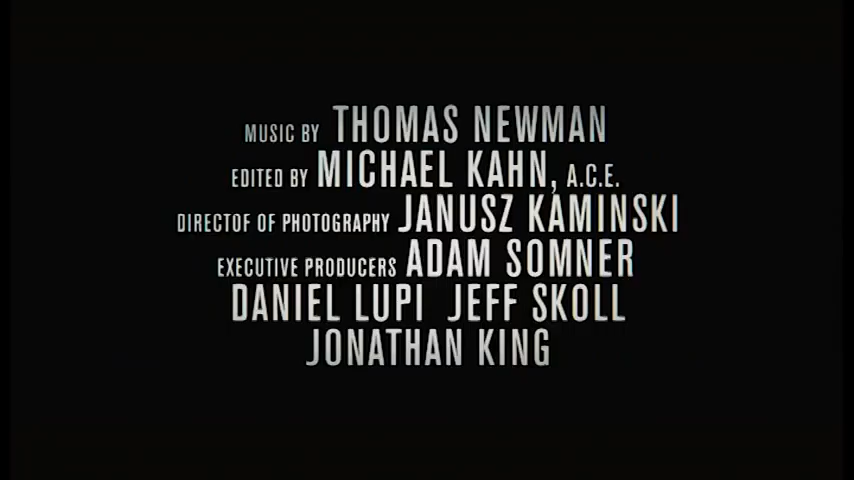 MUSIC BY THOMAS NEWMAN
EDITED BY MICHAEL KAHN, A.C.E.
DIRECTOF OF PHOTOGRAPHY JANUSZ KAMINSKI
EXECUTIVE PRODUCERS ADAM SOMNER
DANIEL LUPI JEFF SKOLL
JONATHAN KING